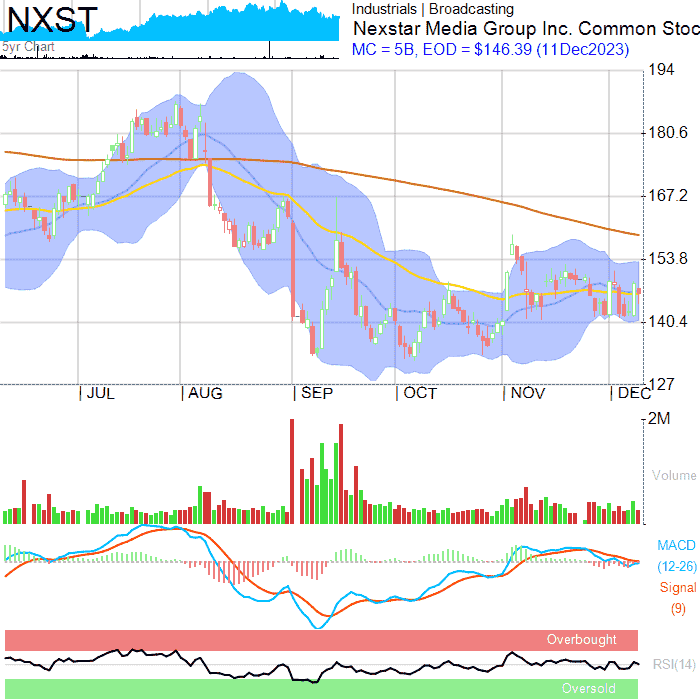 NXST
5yr Chart
Industrials | Broadcasting
Nexstar Media Group Inc. Common Stoc
MC = 5B, EOD = $146.39 (11Dec2023)
194
180.6
167.2
153.8
140.4
127
JUL
AUG
SEP
OCT
NOV
DEC
2M
Volume
MACD
(12-26)
Signal
(9)
Overbought
RSI(14)
Oversold